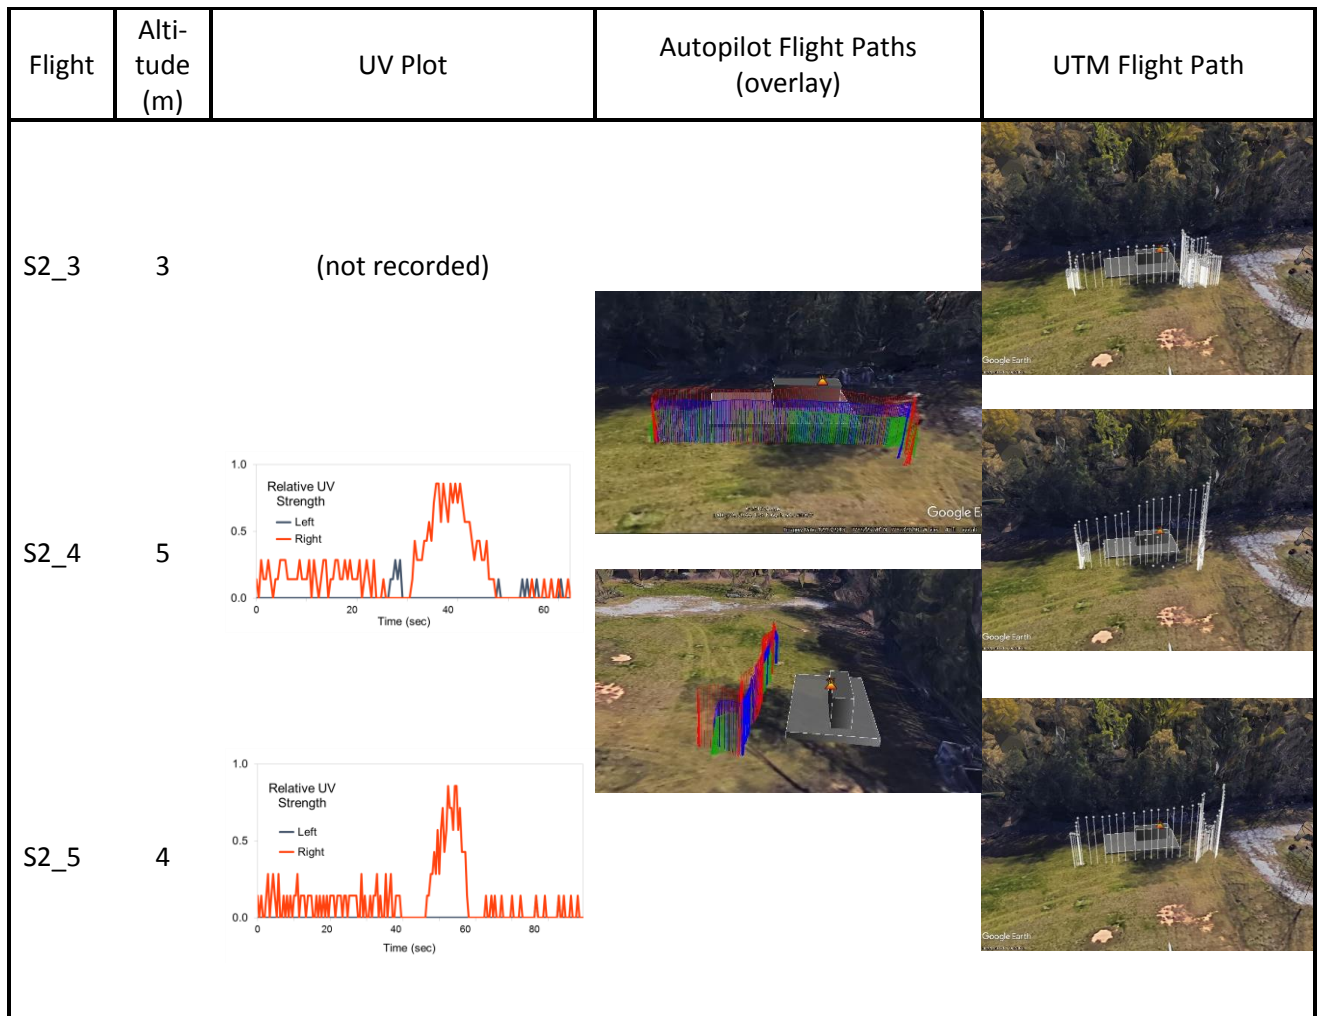 Flight
Alti-
tude
(m)
UV Plot
Autopilot Flight Paths
(overlay)
UTM Flight Path
S2_3
3
(not recorded)
Google Earth
Google Ea
S2_4
5
1.0
0.5
0.0
Relative UV
Strength
Left
Right
0
20
40
60
Time (sec)
Google Earth
S2_5
4
1.0
0.5
0.0
Relative UV
Strength
Left
Right
0
20
40
60
80
Time (sec)
Google Earth